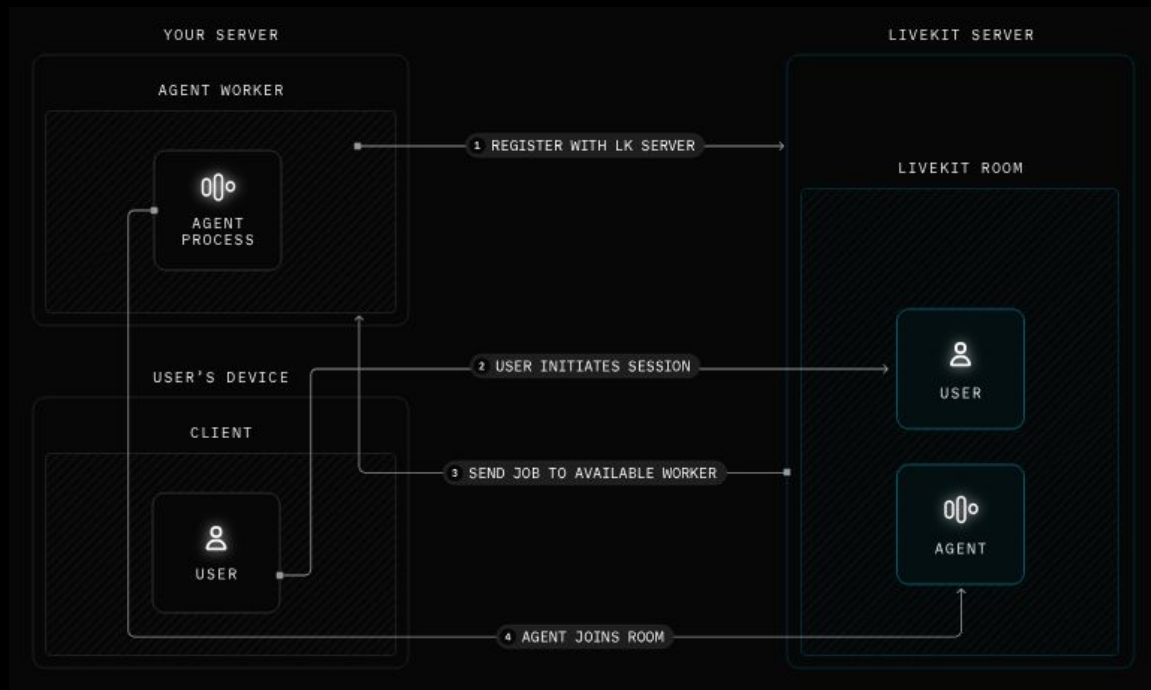 YOUR SERVER
LIVEKIT SERVER
AGENT WORKER
1 REGISTER WITH LK SERVER
LIVEKIT ROOM
AGENT
PROCESS
2 USER INITIATES SESSION
USER'S DEVICE
USER
CLIENT
3 SEND JOB TO AVAILABLE WORKER
AGENT
USER
4 AGENT JOINS ROOM